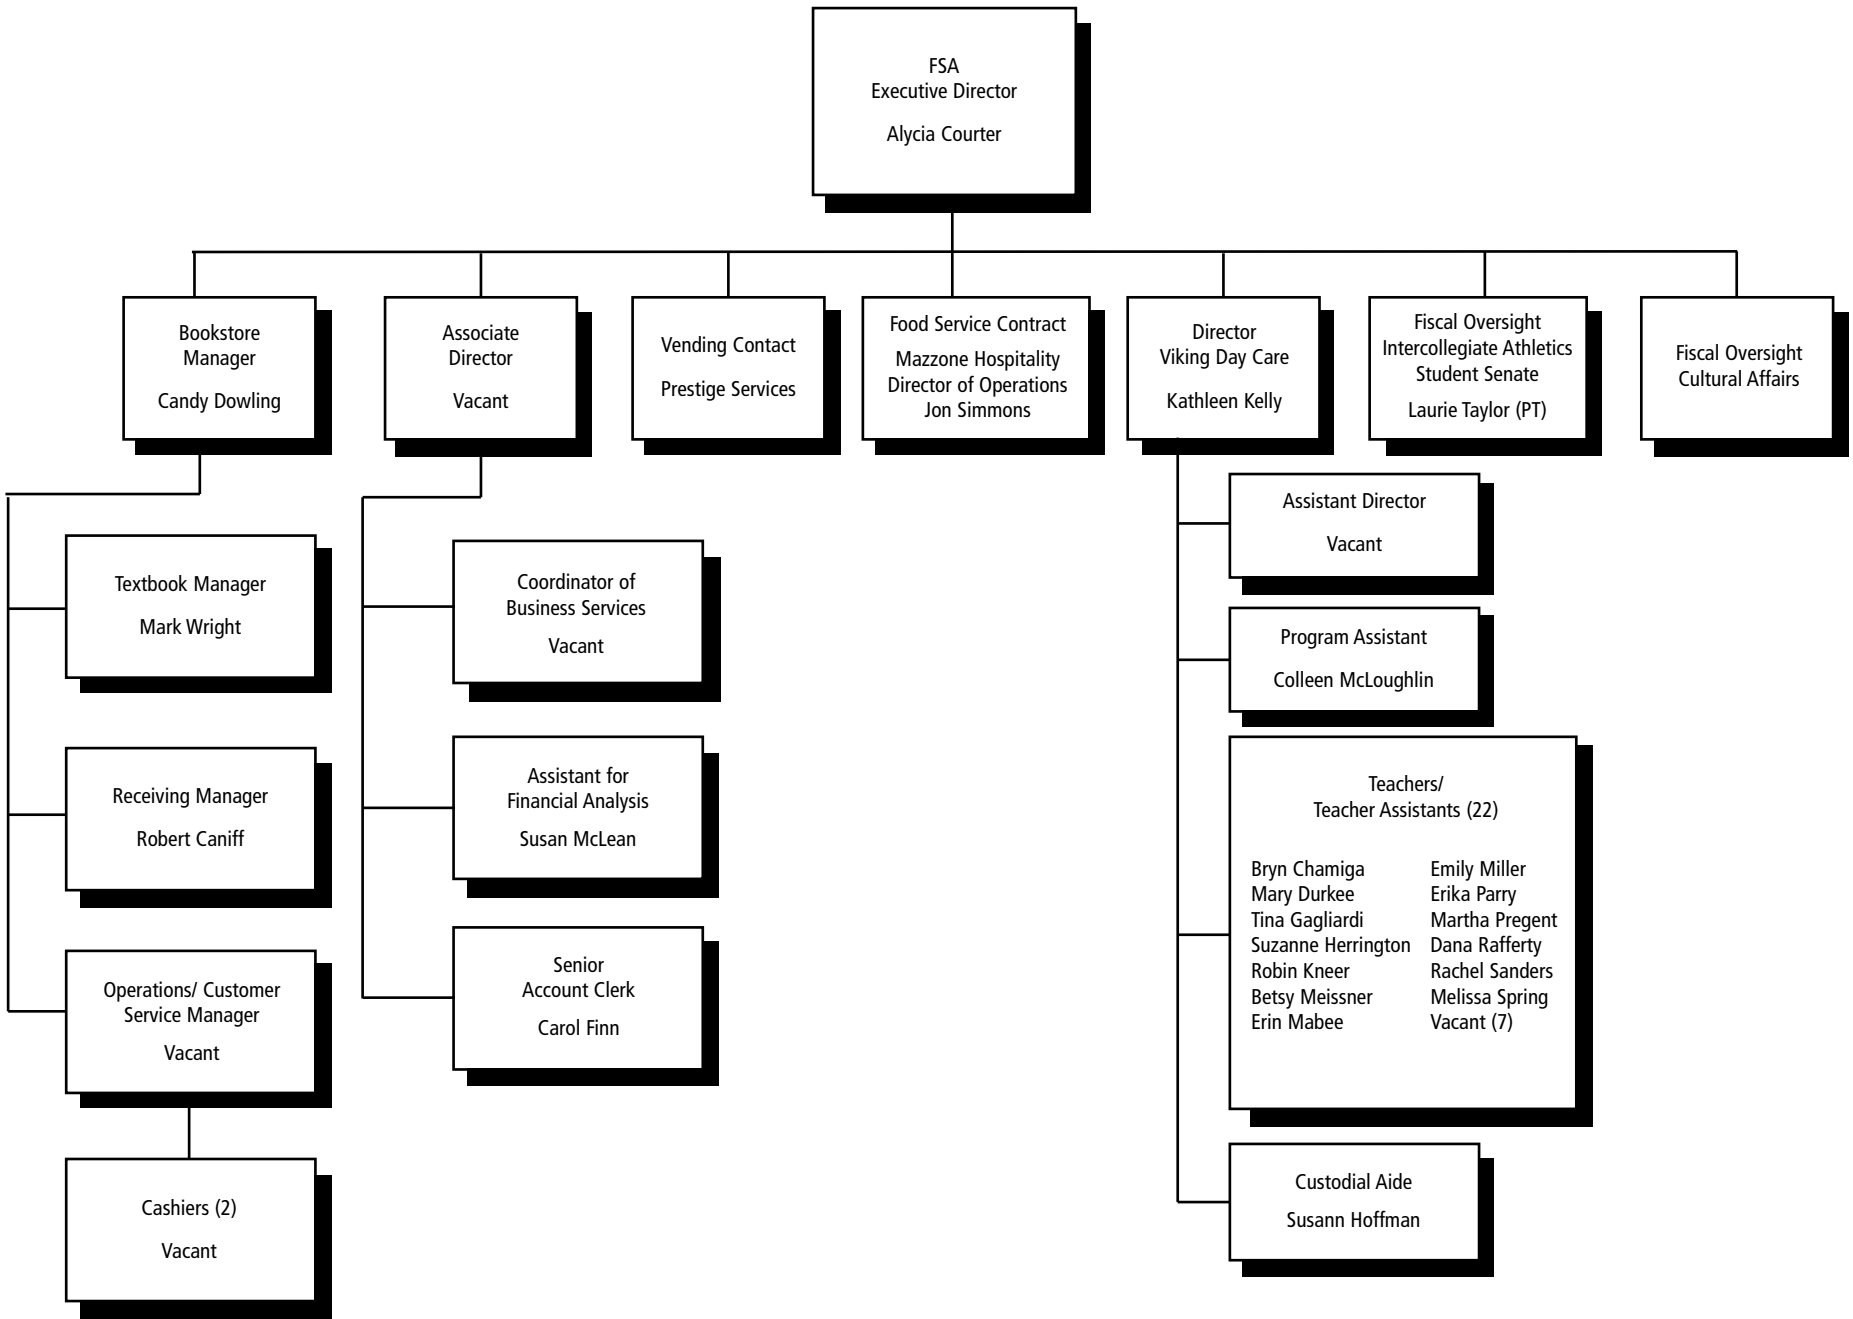 FSA
Executive Director
Alycia Courter
Bookstore
Manager
Candy Dowling
Associate
Director
Vacant
Vending Contact
Prestige Services
Food Service Contract
Mazzone Hospitality
Director of Operations
Jon Simmons
Director
Viking Day Care
Kathleen Kelly
Fiscal Oversight
Intercollegiate Athletics
Student Senate
Laurie Taylor (PT)
Fiscal Oversight
Cultural Affairs
Textbook Manager
Mark Wright
Receiving Manager
Robert Caniff
Operations/ Customer
Service Manager
Vacant
Cashiers (2)
Vacant
Coordinator of
Business Services
Vacant
Assistant for
Financial Analysis
Susan McLean
Senior
Account Clerk
Carol Finn
Assistant Director
Vacant
Program Assistant
Colleen McLoughlin
Teachers/
Teacher Assistants (22)
Bryn Chamiga
Mary Durkee
Tina Gagliardi
Suzanne Herrington
Robin Kneer
Betsy Meissner
Erin Mabee
Emily Miller
Erika Parry
Martha Pregent
Dana Rafferty
Rachel Sanders
Melissa Spring
Vacant (7)
Custodial Aide
Susann Hoffman